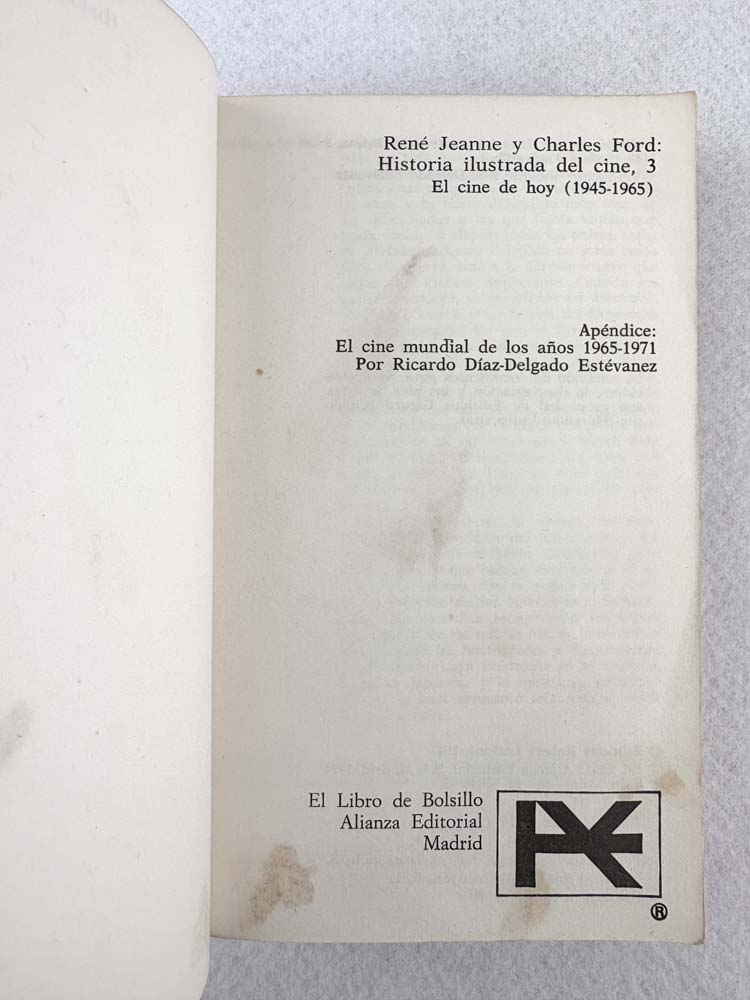 René Jeanne y Charles Ford:
Historia ilustrada del cine, 3
El cine de hoy (1945-1965)
Apéndice:
El cine mundial de los años 1965-1971
Por Ricardo Díaz-Delgado Estévanez
El Libro de Bolsillo
Alianza Editorial
Madrid
AE
®